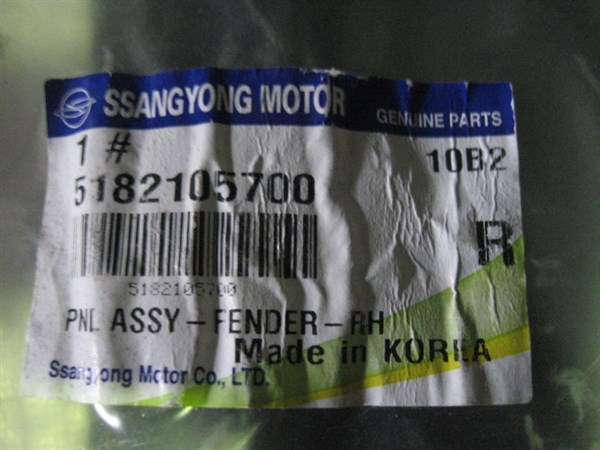 SSANGYONG MOTOR GENUINE PARTS
1 # 10B2
5182105700
R
5182105700
PNL ASSY-FENDER-RH
Made in KOREA
Ssangyong Motor Co., LTD.